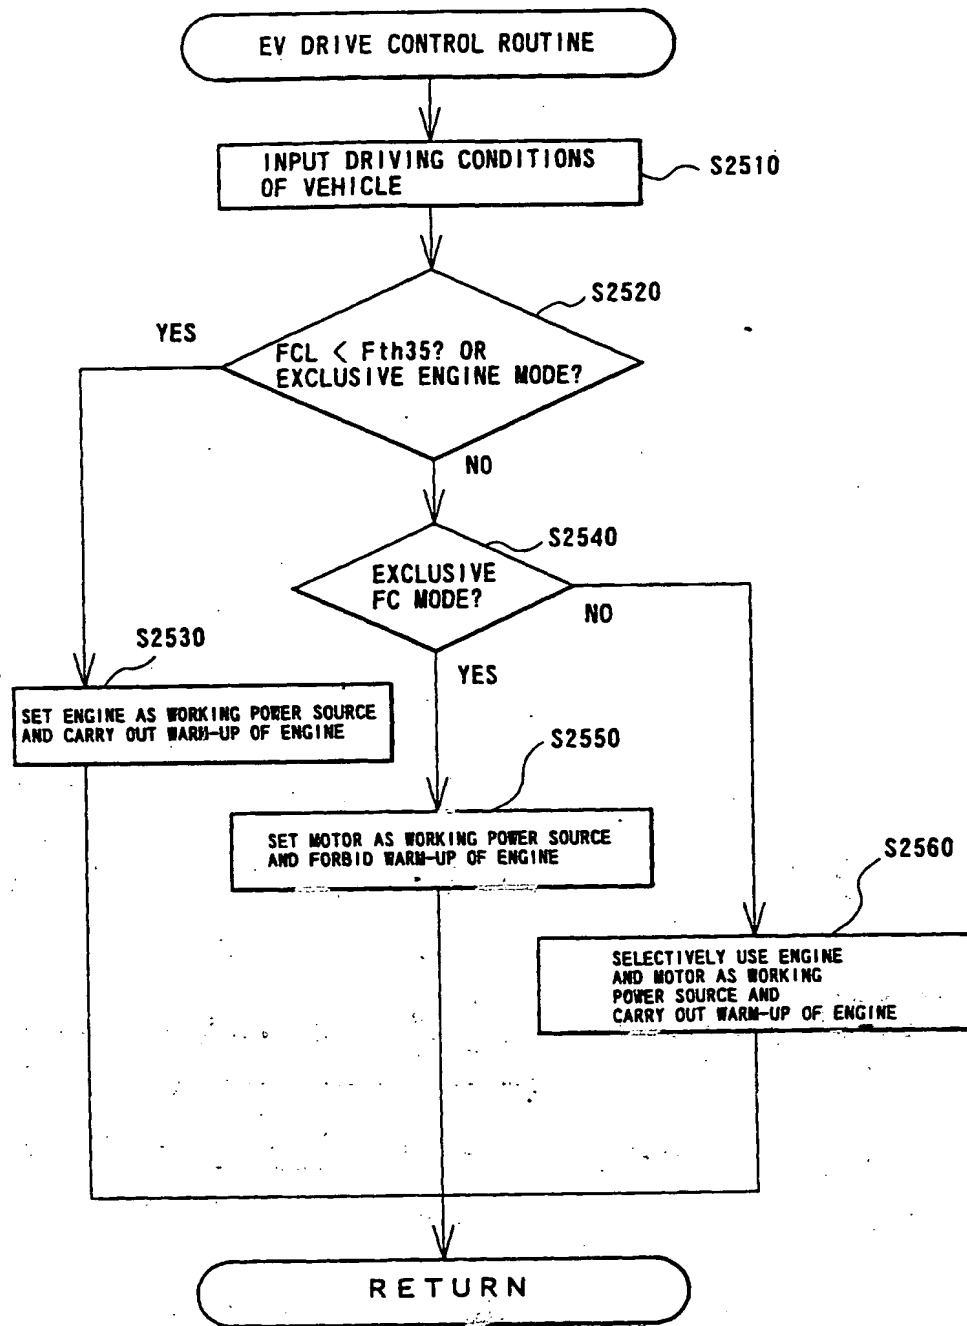 EV DRIVE CONTROL ROUTINE
INPUT DRIVING CONDITIONS
OF VEHICLE
S2510
S2520
YES
FCL < Fth35? OR
EXCLUSIVE ENGINE MODE?
NO
S2540
EXCLUSIVE
FC MODE?
NO
S2530
YES
SET ENGINE AS WORKING POWER SOURCE
AND CARRY OUT WARM-UP OF ENGINE
S2550
SET MOTOR AS WORKING POWER SOURCE
AND FORBID WARM-UP OF ENGINE
S2560
SELECTIVELY USE ENGINE
AND MOTOR AS WORKING
POWER SOURCE AND
CARRY OUT WARM-UP OF ENGINE
RETURN